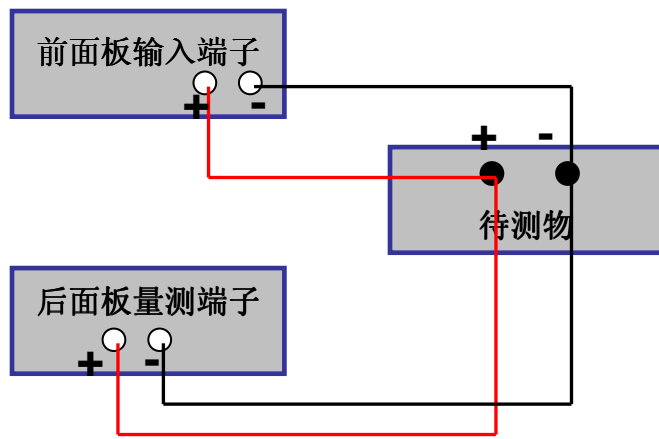 前面板输入端子
+ -
+ -
待测物
后面板量测端子
+ -